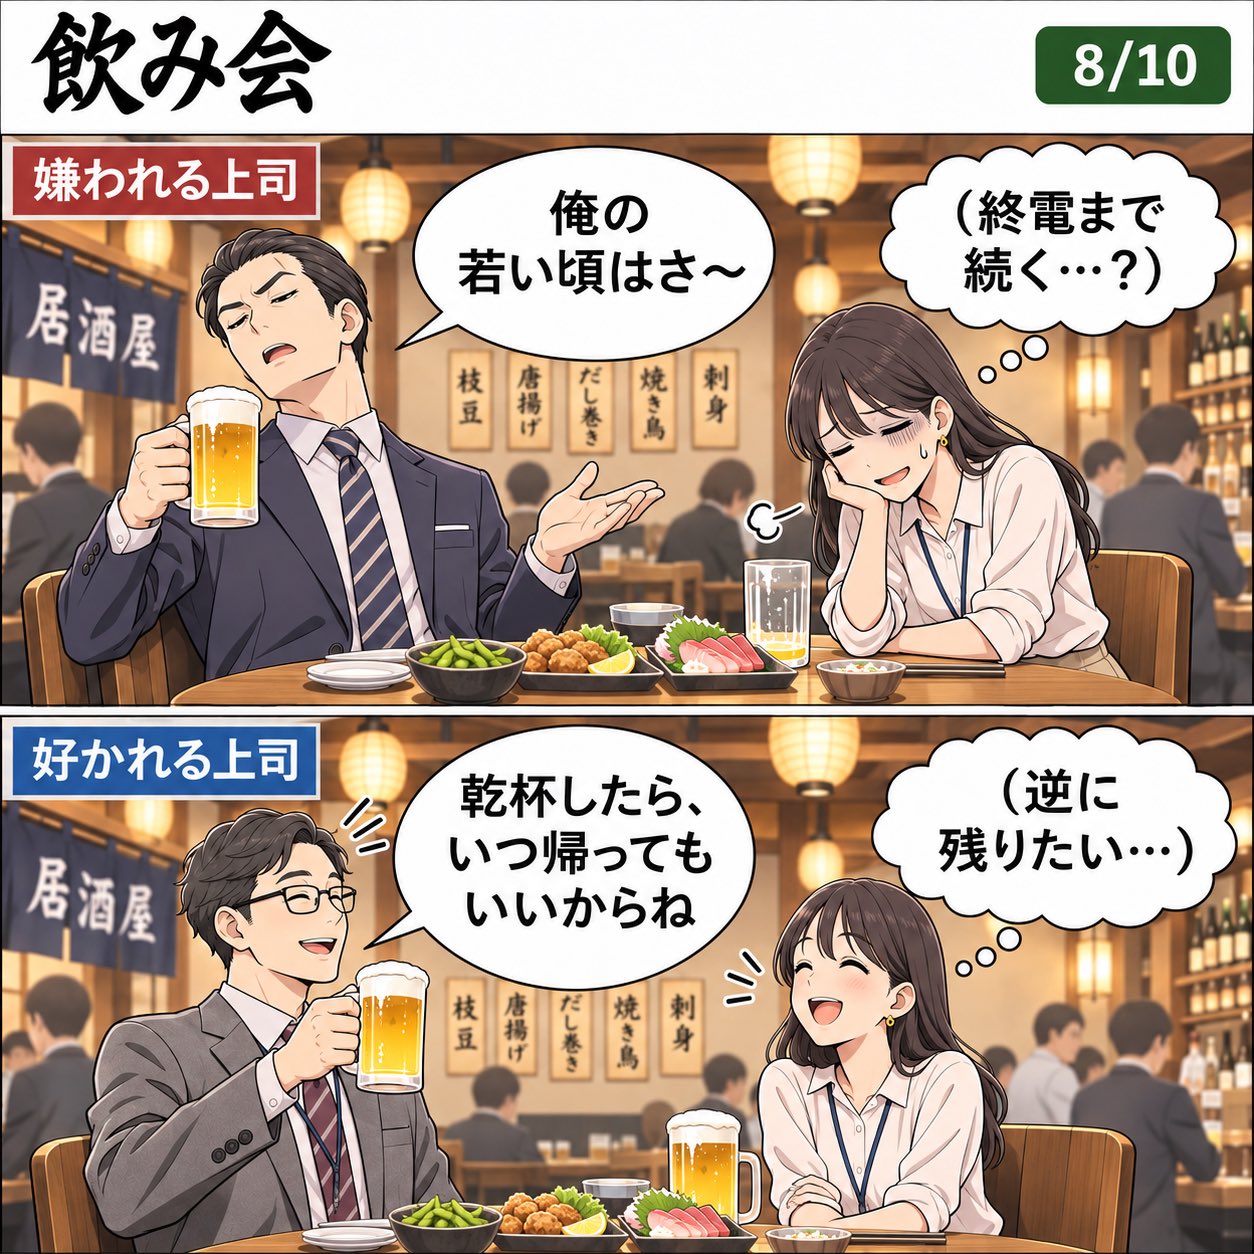 飲み会
8/10
嫌われる上司
俺の
若い頃はさ〜
(終電まで
続く…?)
居酒屋
枝豆
唐揚げ
だし巻き
焼き鳥
刺身
好かれる上司
乾杯したら、
いつ帰っても
いいからね
(逆に
残りたい…)
居酒屋
枝豆
唐揚げ
だし巻き
焼き鳥
刺身